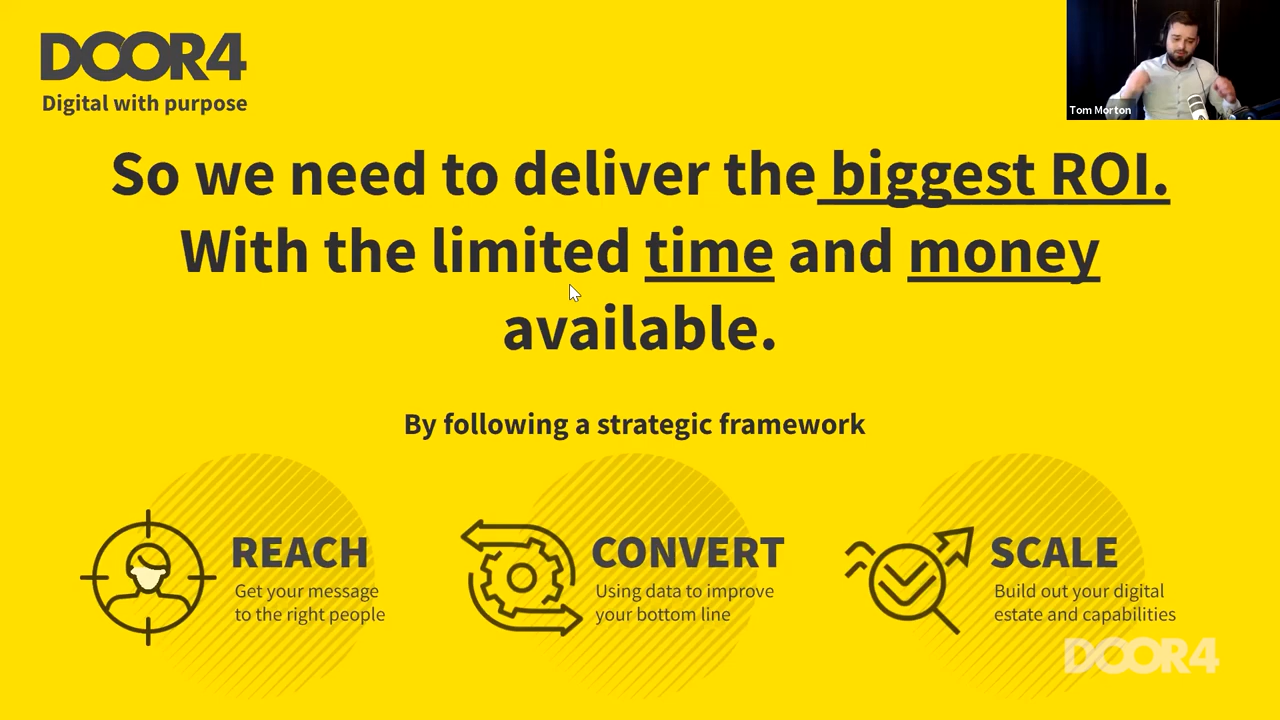 DOOR4
Digital with purpose
Tom Morton
So we need to deliver the biggest ROI.
With the limited time and money
available.
By following a strategic framework
REACH
Get your message
to the right people
CONVERT
Using data to improve
your bottom line
SCALE
Build out your digital
estate and capabilities
DOOR4